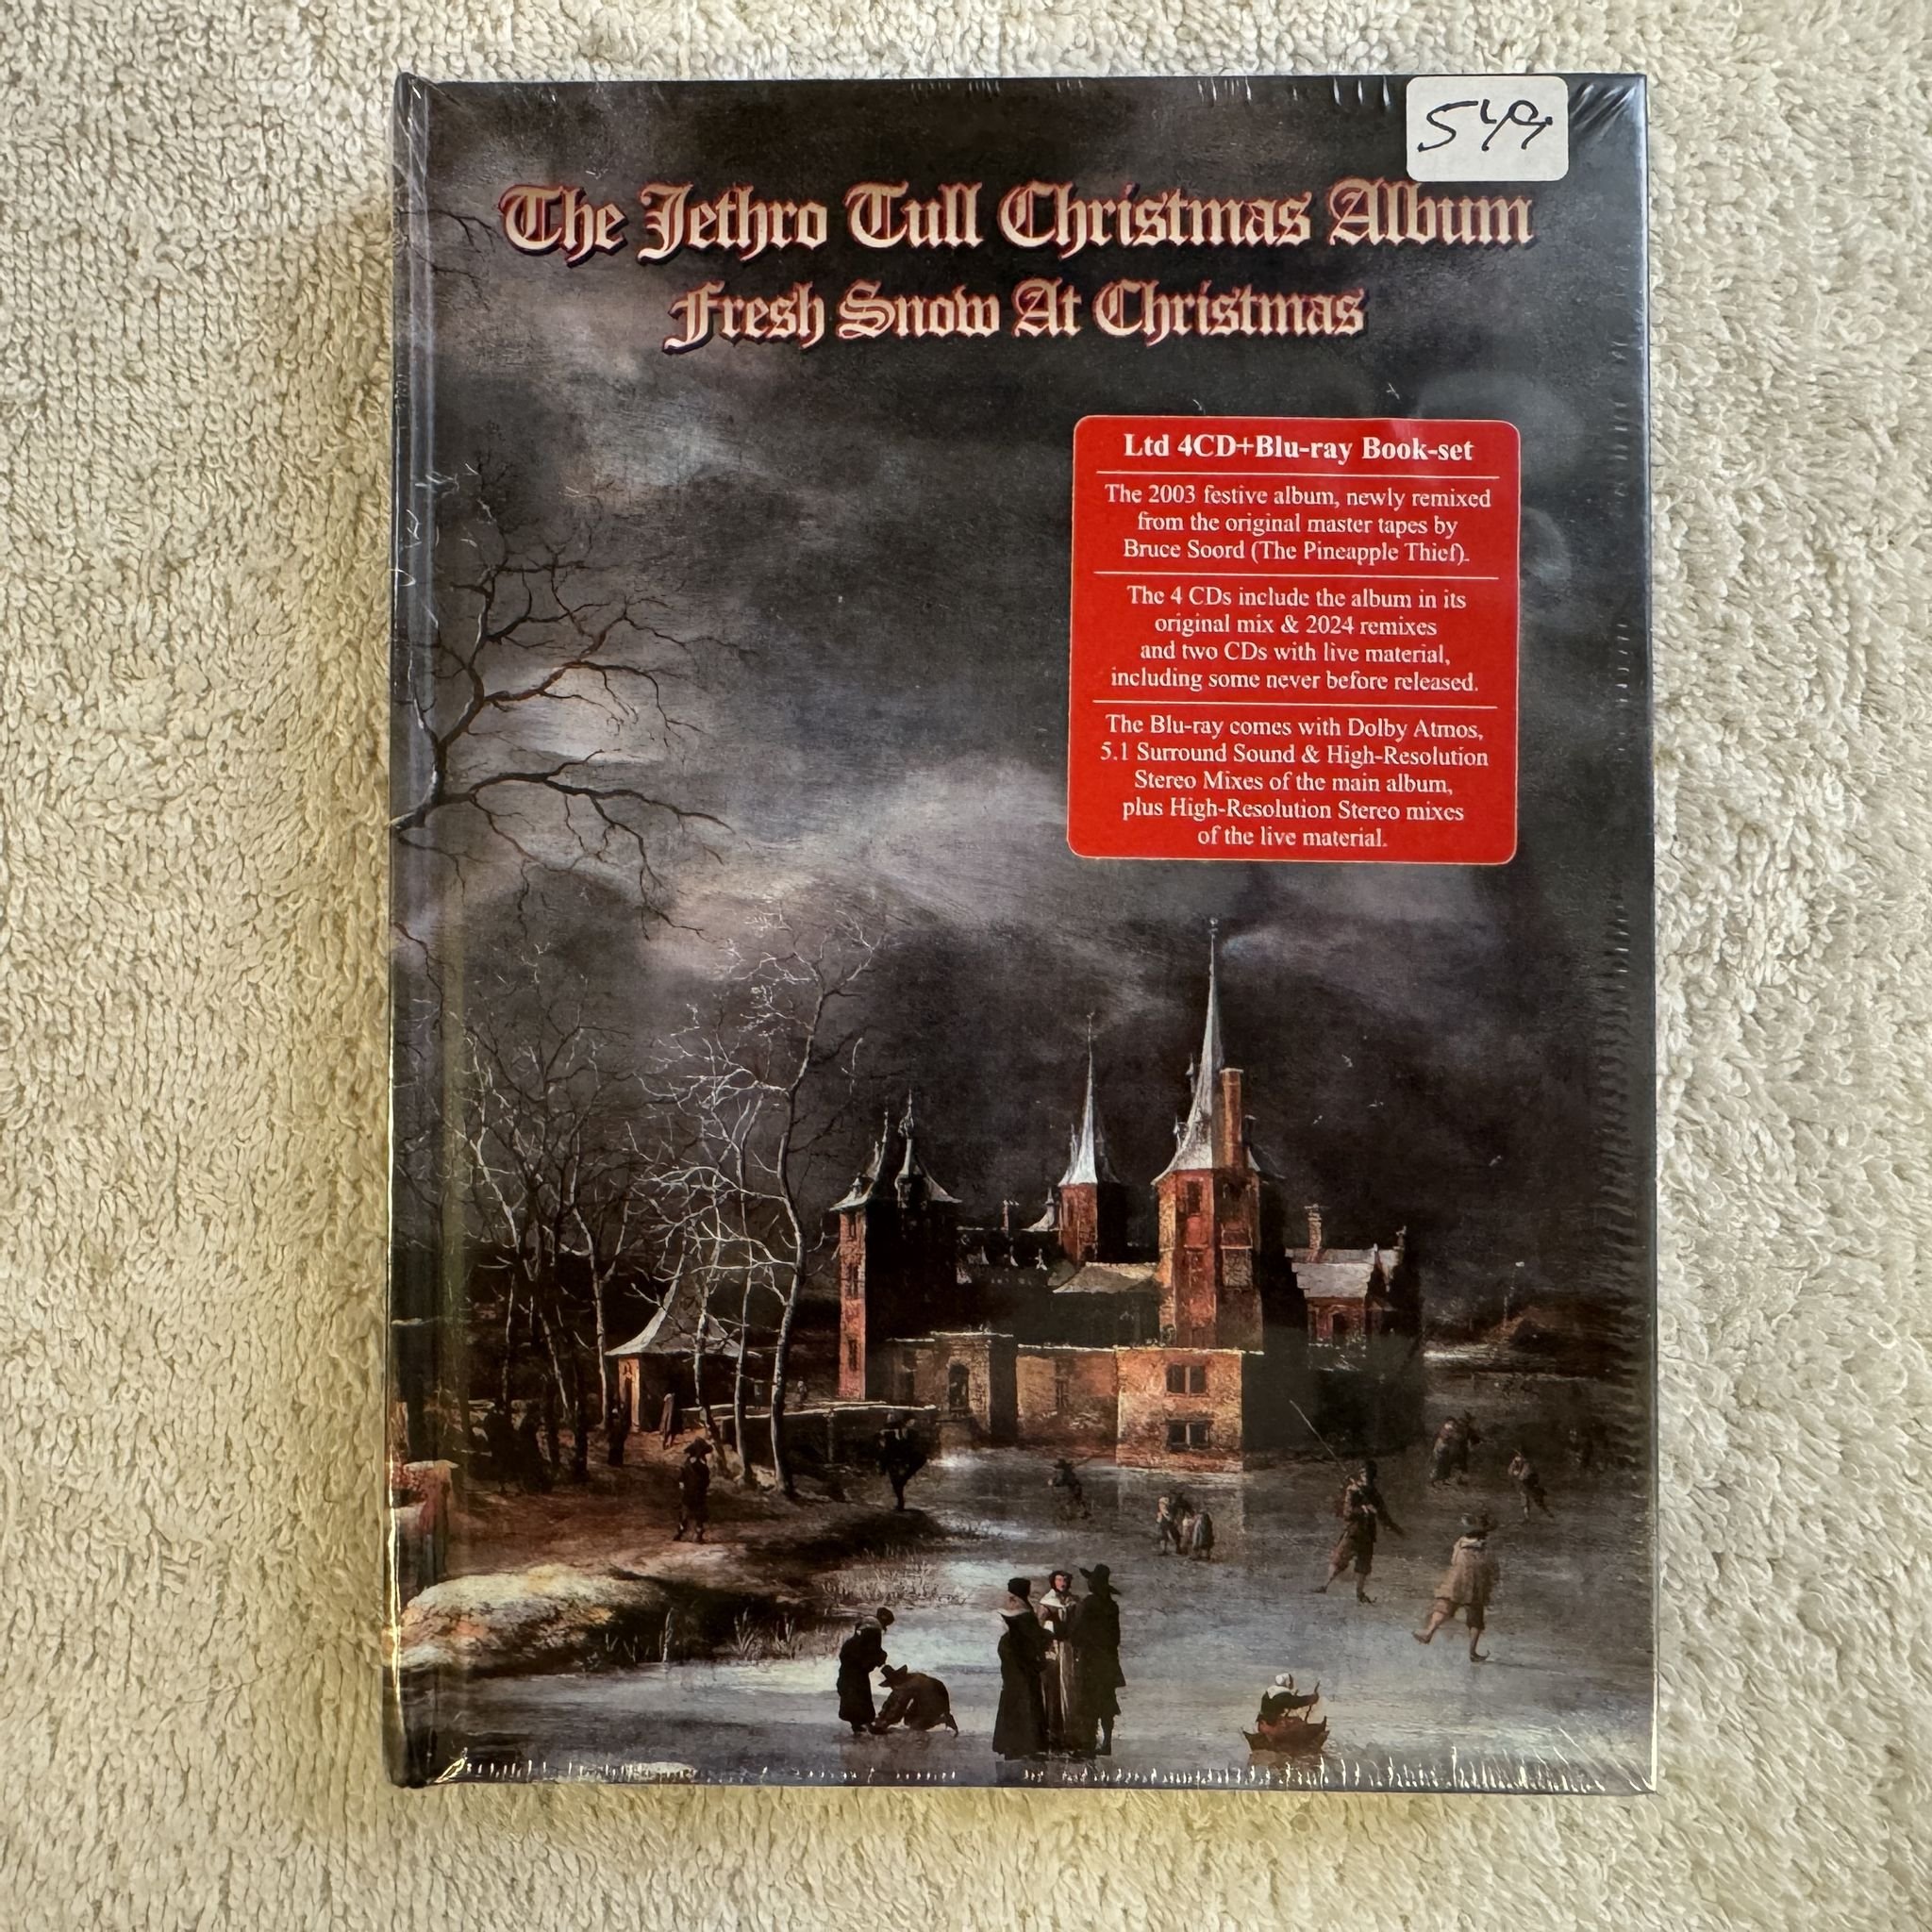 549
The Jethro Tull Christmas Album
Fresh Snow At Christmas
Ltd 4CD+Blu-ray Book-set
The 2003 festive album, newly remixed
from the original master tapes by
Bruce Soord (The Pineapple Thief).
The 4 CDs include the album in its
original mix & 2024 remixes
and two CDs with live material,
including some never before released.
The Blu-ray comes with Dolby Atmos,
5.1 Surround Sound & High-Resolution
Stereo Mixes of the main album,
plus High-Resolution Stereo mixes
of the live material.